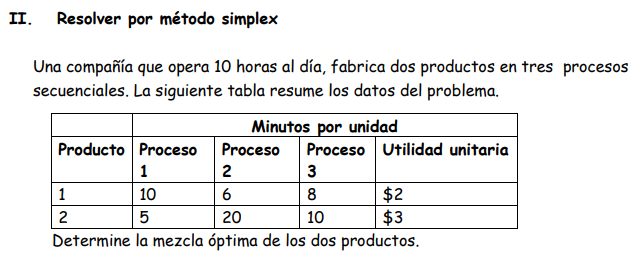 II. Resolver por método simplex
Una compañía que opera 10 horas al día, fabrica dos productos en tres procesos
secuenciales. La siguiente tabla resume los datos del problema.
Minutos por unidad
Producto Proceso 1 Proceso 2 Proceso 3 Utilidad unitaria
1 10 6 8 $2
2 5 20 10 $3
Determine la mezcla óptima de los dos productos.